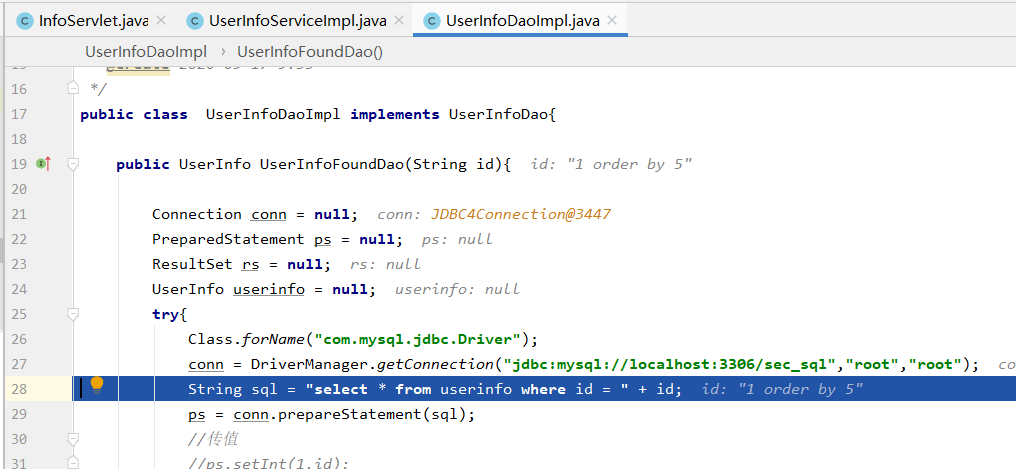 InfoServlet.java UserInfoServiceImpl.java UserInfoDaoImpl.java
UserInfoDaoImpl › UserInfoFoundDao()
16 */
17 public class  UserInfoDaoImpl implements UserInfoDao{
18
19 public UserInfo UserInfoFoundDao(String id){ id: "1 order by 5"
20
21 Connection conn = null; conn: JDBC4Connection@3447
22 PreparedStatement ps = null; ps: null
23 ResultSet rs = null; rs: null
24 UserInfo userinfo = null; userinfo: null
25 try{
26 Class.forName("com.mysql.jdbc.Driver");
27 conn = DriverManager.getConnection("jdbc:mysql://localhost:3306/sec_sql","root","root"); co
28 String sql = "select * from userinfo where id = " + id; id: "1 order by 5"
29 ps = conn.prepareStatement(sql);
30 //传值
31 //ps.setInt(1,id);